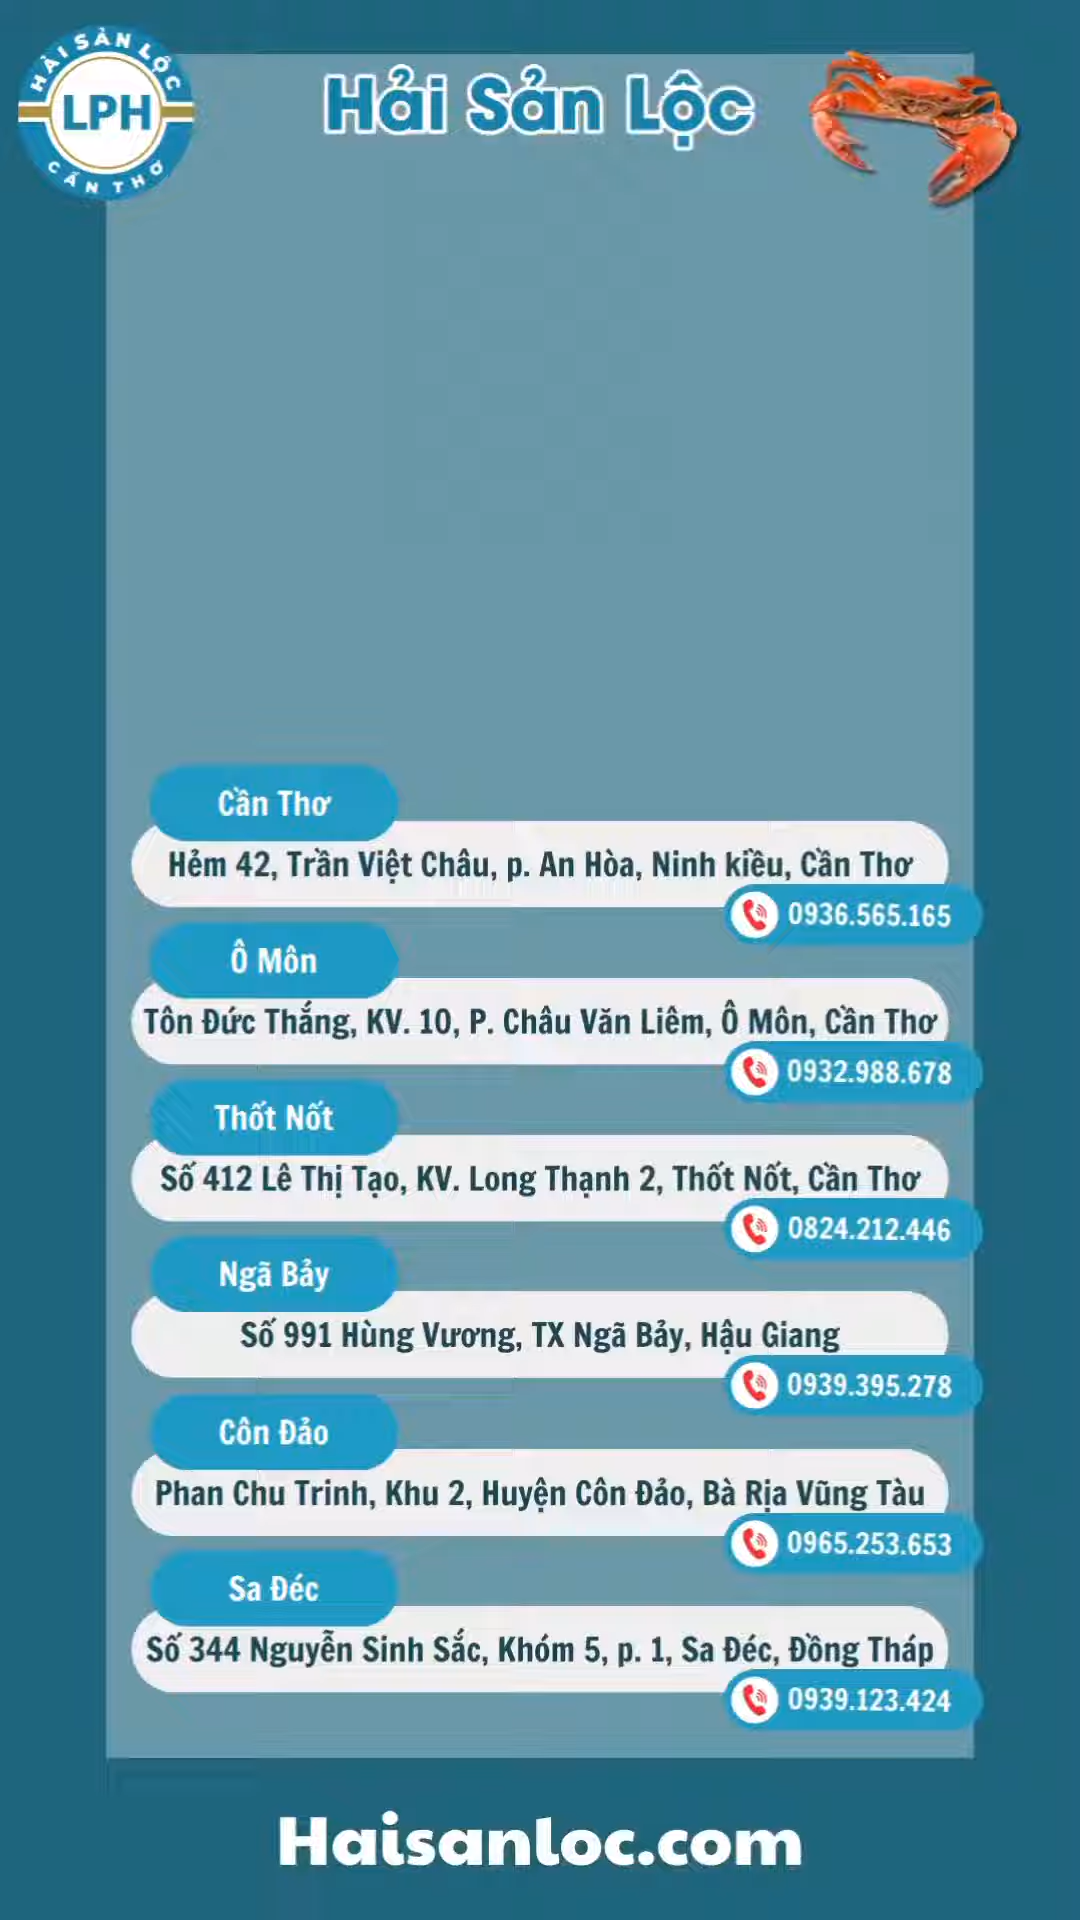 HẢI SẢN LỘC
LPH
CẦN THƠ
Hải Sản Lộc
Cần Thơ
Hẻm 42, Trần Việt Châu, p. An Hòa, Ninh kiều, Cần Thơ
0936.565.165
Ô Môn
Tôn Đức Thắng, KV. 10, P. Châu Văn Liêm, Ô Môn, Cần Thơ
0932.988.678
Thốt Nốt
Số 412 Lê Thị Tạo, KV. Long Thạnh 2, Thốt Nốt, Cần Thơ
0824.212.446
Ngã Bảy
Số 991 Hùng Vương, TX Ngã Bảy, Hậu Giang
0939.395.278
Côn Đảo
Phan Chu Trinh, Khu 2, Huyện Côn Đảo, Bà Rịa Vũng Tàu
0965.253.653
Sa Đéc
Số 344 Nguyễn Sinh Sắc, Khóm 5, p. 1, Sa Đéc, Đồng Tháp
0939.123.424
Haisanloc.com